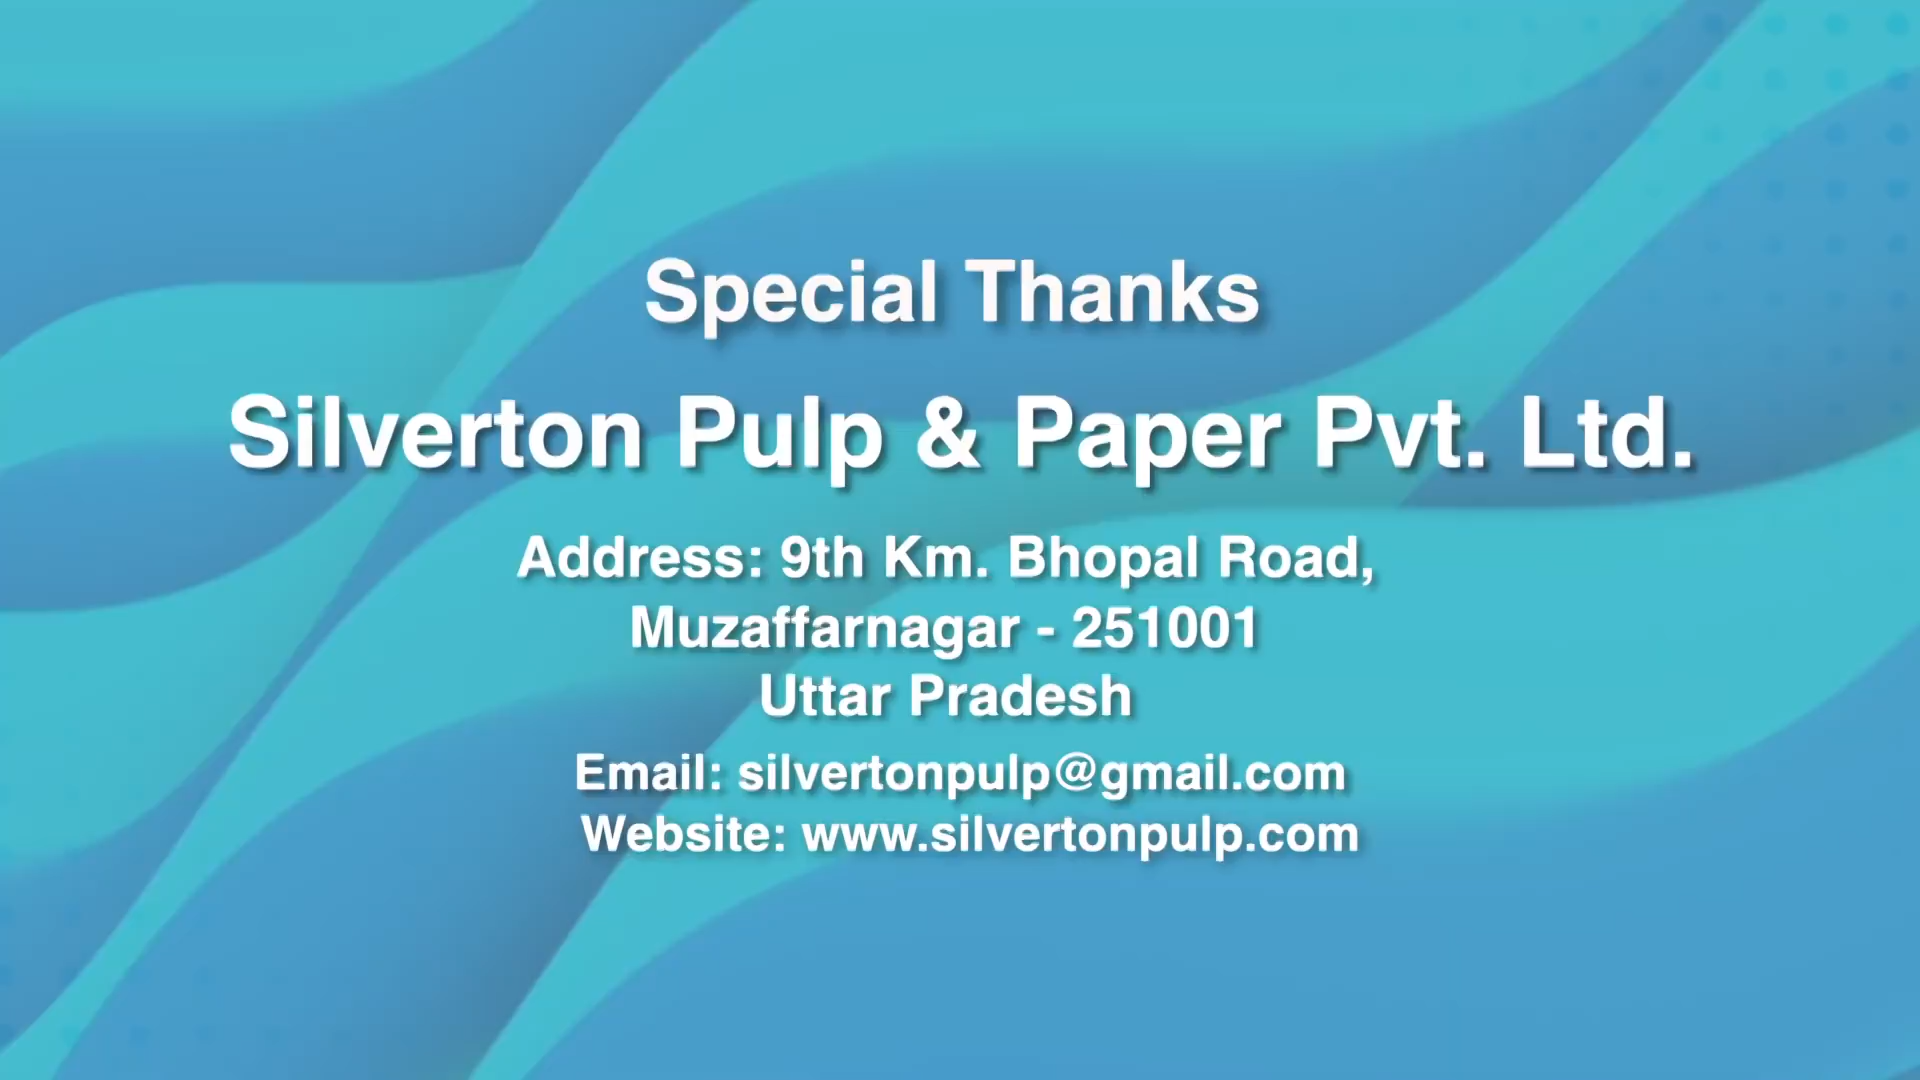 Special Thanks
Silverton Pulp & Paper Pvt. Ltd.
Address: 9th Km. Bhopal Road,
Muzaffarnagar - 251001
Uttar Pradesh
Email: silvertonpulp@gmail.com
Website: www.silvertonpulp.com